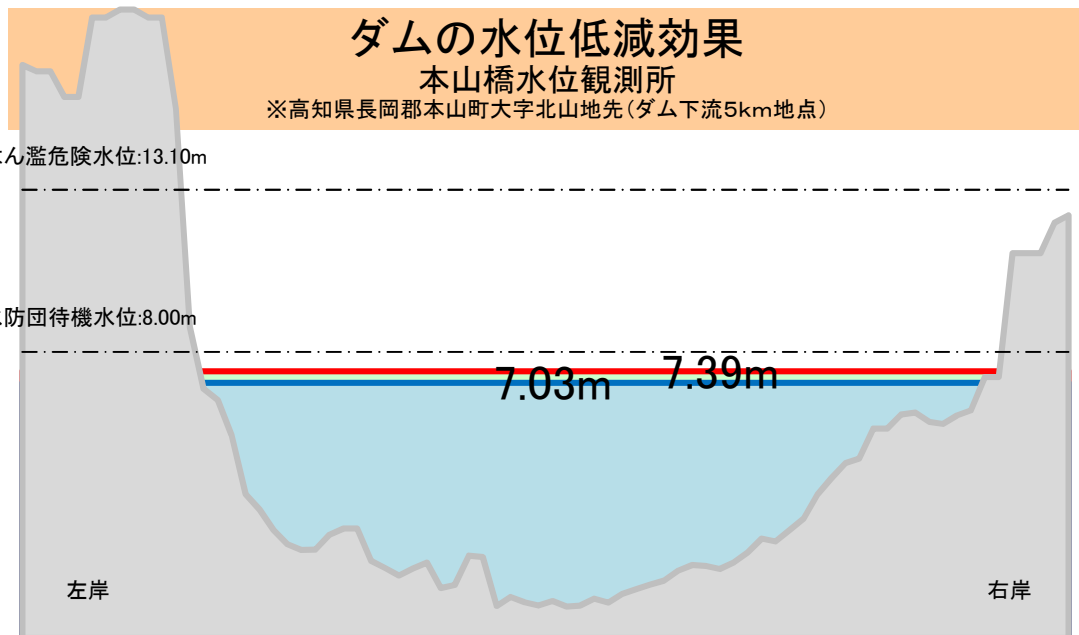 ダムの水位低減効果
本山橋水位観測所
※高知県長岡郡本山町大字北山地先(ダム下流5km地点)
ん濫危険水位:13.10m
防団待機水位:8.00m
7.39m
7.03m
左岸
右岸